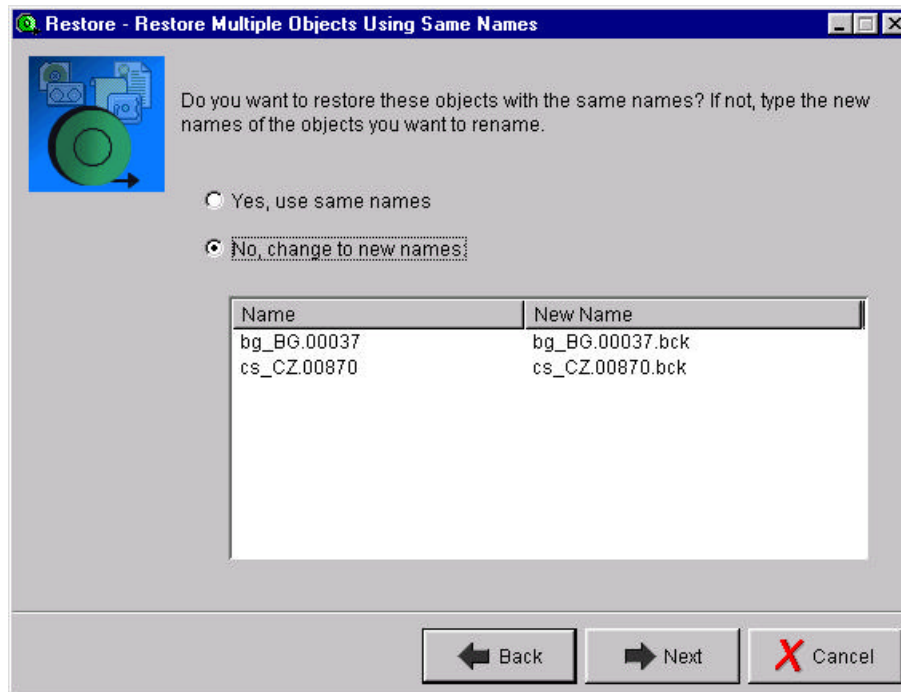 Restore - Restore Multiple Objects Using Same Names
Do you want to restore these objects with the same names? If not, type the new
names of the objects you want to rename.
Yes, use same names
No, change to new names:
Name New Name
bg_BG.00037 bg_BG.00037.bck
cs_CZ.00870 cs_CZ.00870.bck
Back Next Cancel